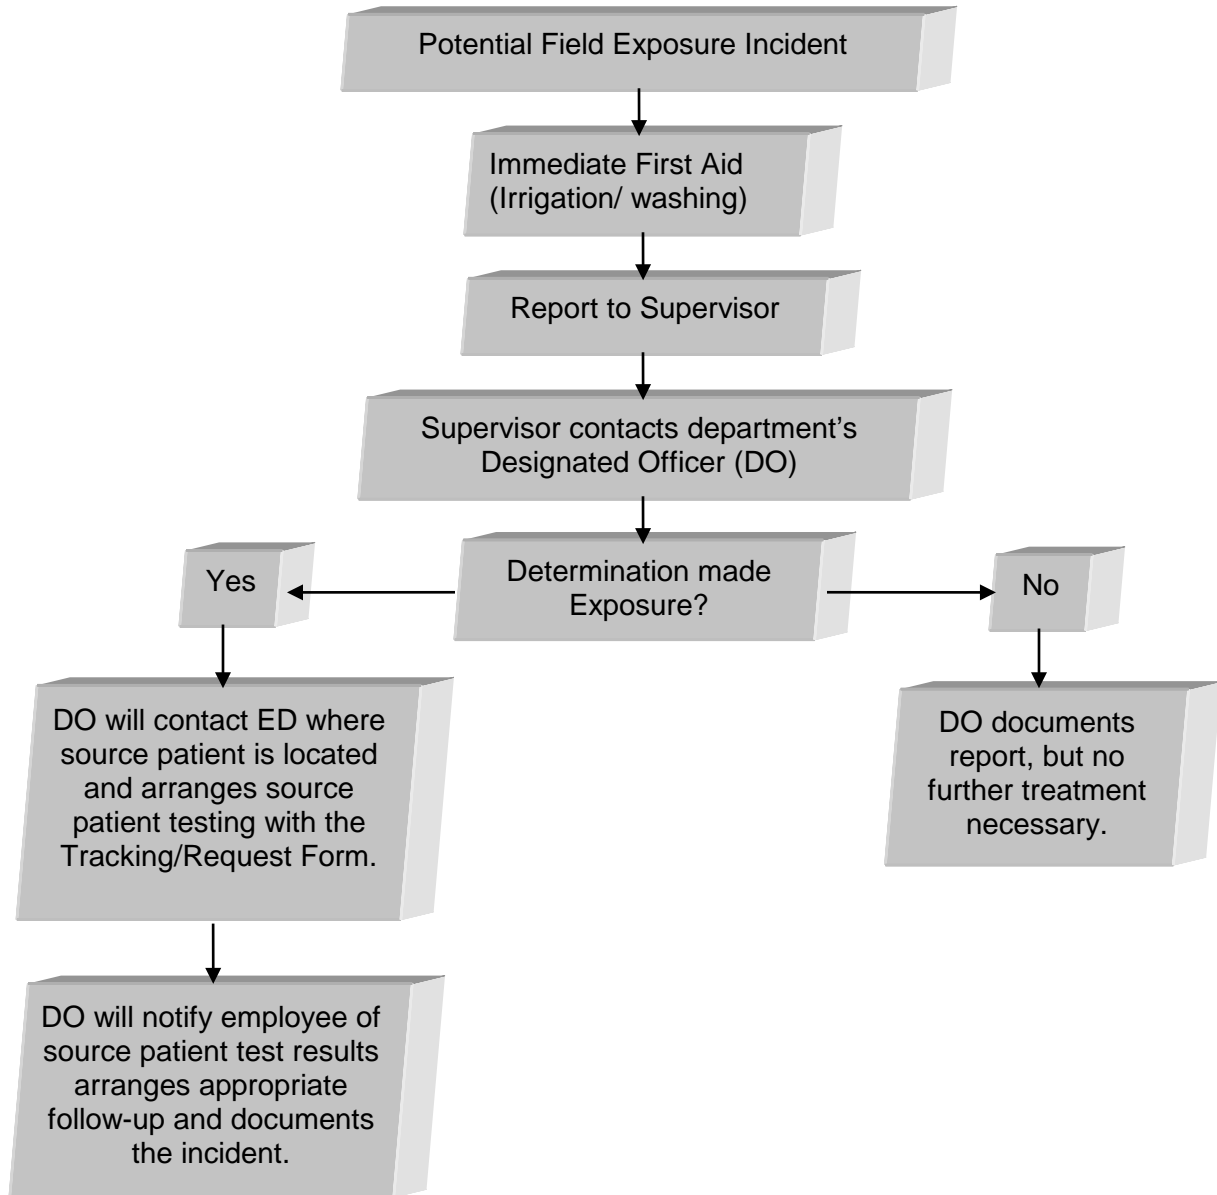 Potential Field Exposure Incident
Immediate First Aid
(Irrigation/ washing)
Report to Supervisor
Supervisor contacts department’s
Designated Officer (DO)
Determination made
Exposure?
Yes
No
DO will contact ED where
source patient is located
and arranges source
patient testing with the
Tracking/Request Form.
DO documents
report, but no
further treatment
necessary.
DO will notify employee of
source patient test results
arranges appropriate
follow-up and documents
the incident.